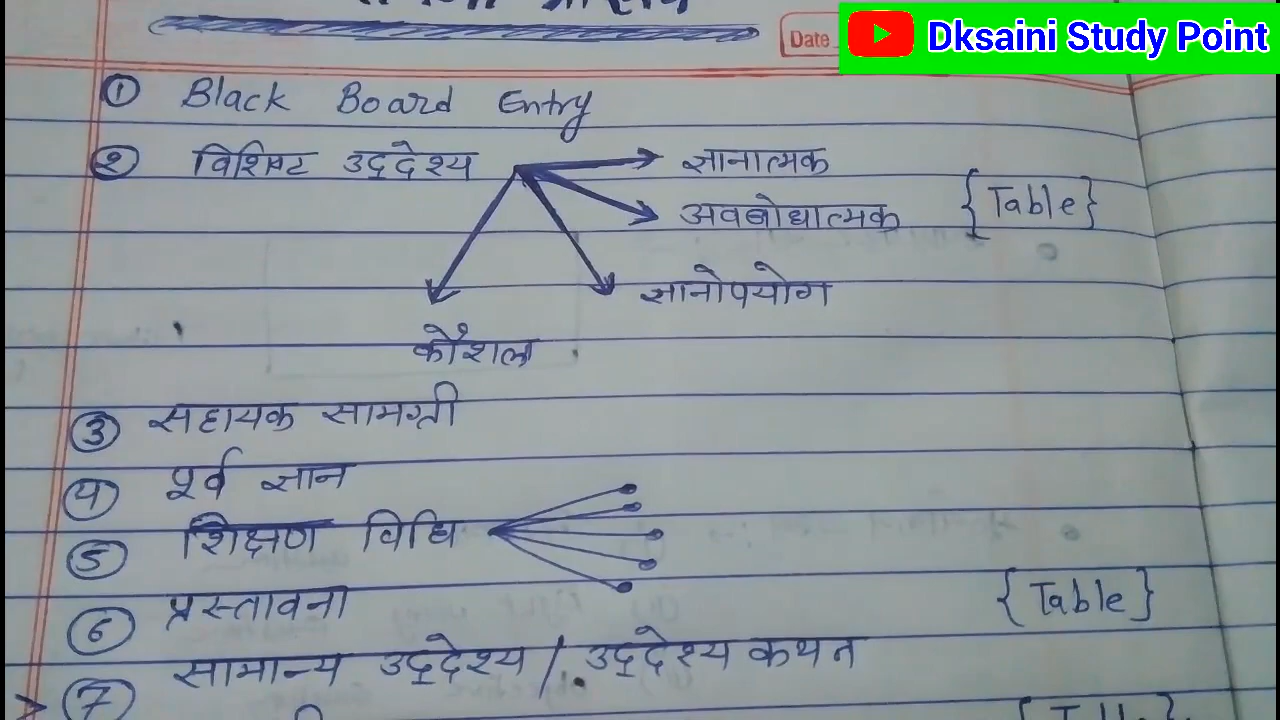 Date
Dksaini Study Point
① Black Board Entry
② विशिष्ट उद्देश्य
ज्ञानात्मक
अवबोधात्मक {Table}
ज्ञानोपयोग
कौशल
③ सहायक सामग्री
④ पूर्व ज्ञान
⑤ शिक्षण विधि
⑥ प्रस्तावना {Table}
⑦ सामान्य उद्देश्य / उद्देश्य कथन